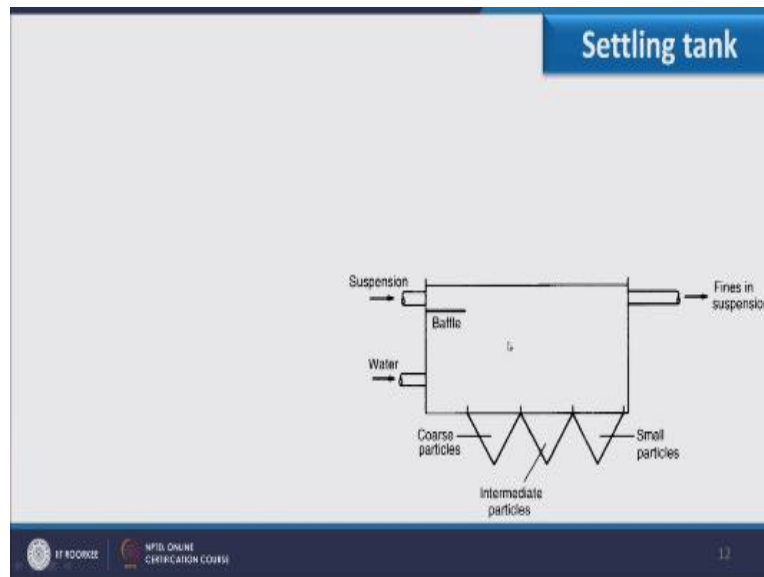 Settling tank
Suspension
Baffle
Water
Fines in
suspension
Coarse
particles
Small
particles
Intermediate
particles
IIT ROORKEE
NPTEL ONLINE
CERTIFICATION COURSE
12